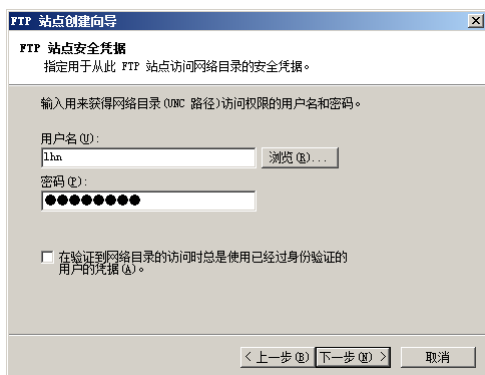 FTP 站点创建向导
FTP 站点安全凭据
指定用于从此 FTP 站点访问网络目录的安全凭据。
输入用来获得网络目录(UNC 路径)访问权限的用户名和密码。
用户名(U):
lhn
浏览(R)...
密码(P):
●●●●●●●●
在验证到网络目录的访问时总是使用已经过身份验证的
用户的凭据(A)。
< 上一步(B) 下一步(N) > 取消